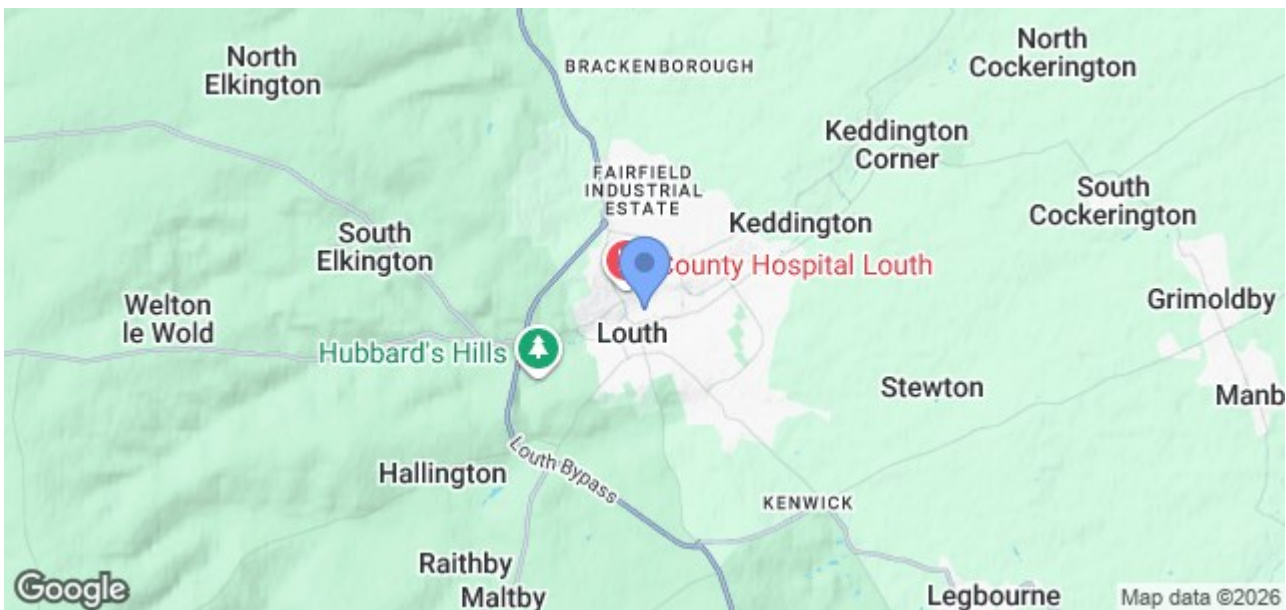 North
Elkington
BRACKENBOROUGH
North
Cockerington
Keddington
Corner
FAIRFIELD
INDUSTRIAL
ESTATE
South
Cockerington
Keddington
South
Elkington
County Hospital Louth
Welton
le Wold
Grimoldby
Louth
Hubbard's Hills
Stewton
Manb
Louth Bypass
Hallington
KENWICK
Raithby
Maltby
Legbourne
Google
Map data ©2026